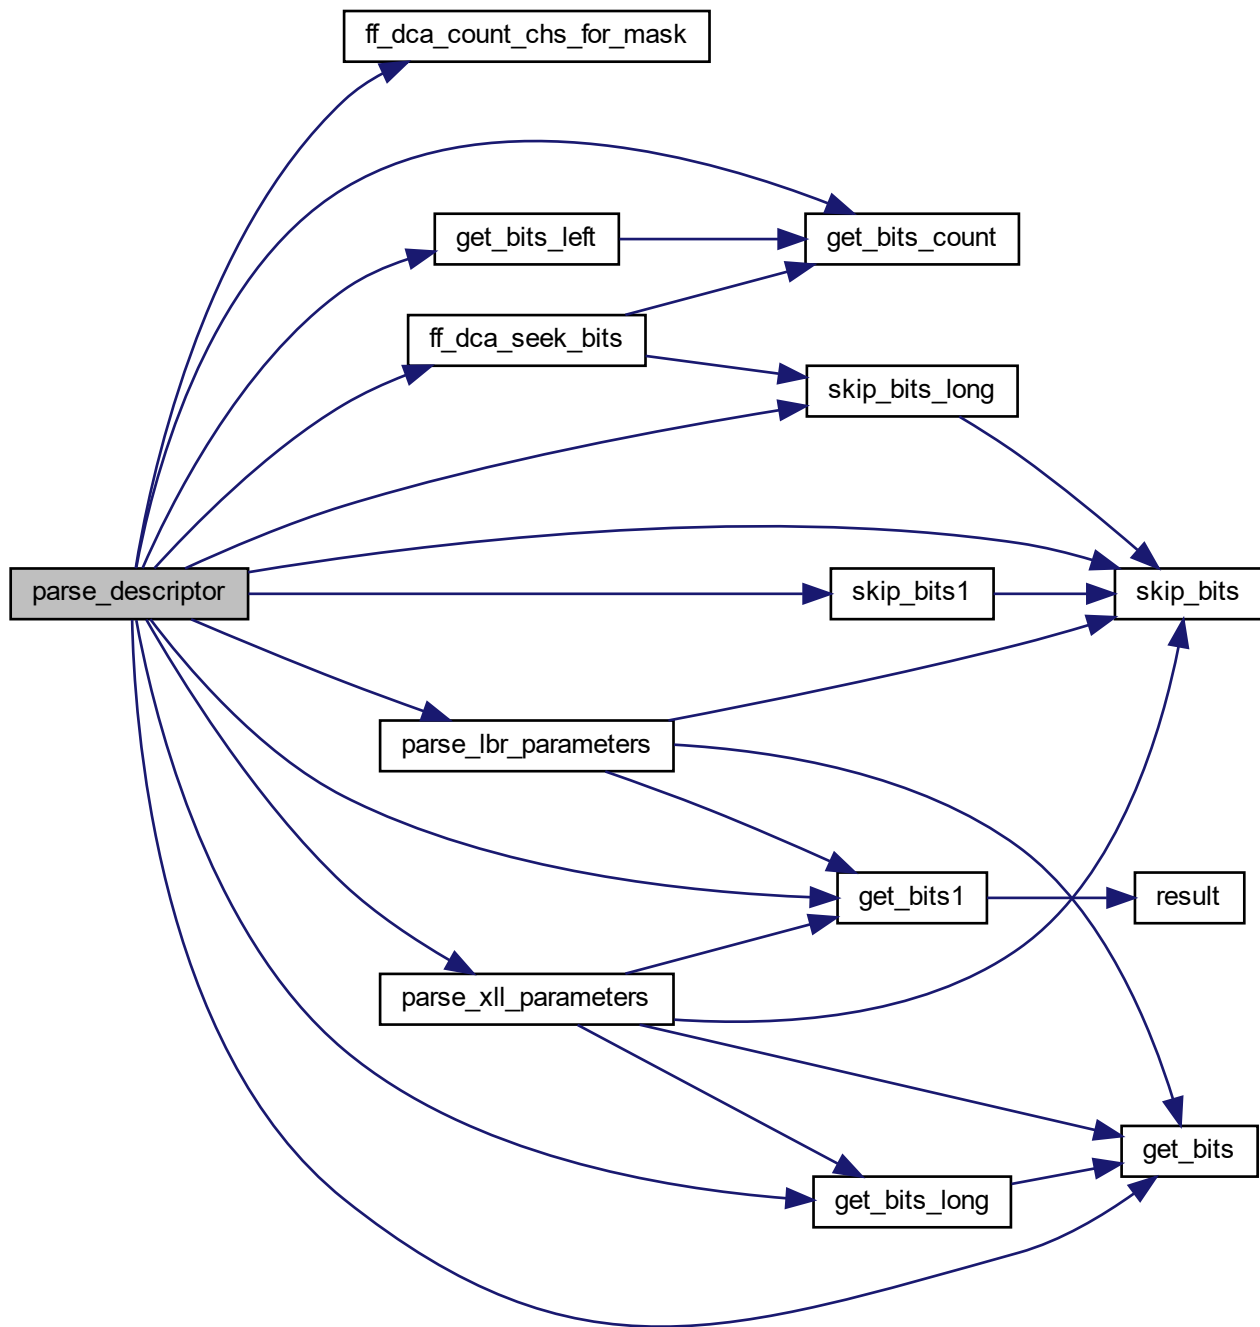 ff_dca_count_chs_for_mask
get_bits_left
get_bits_count
ff_dca_seek_bits
skip_bits_long
parse_descriptor
skip_bits1
skip_bits
parse_lbr_parameters
get_bits1
result
parse_xll_parameters
get_bits
get_bits_long